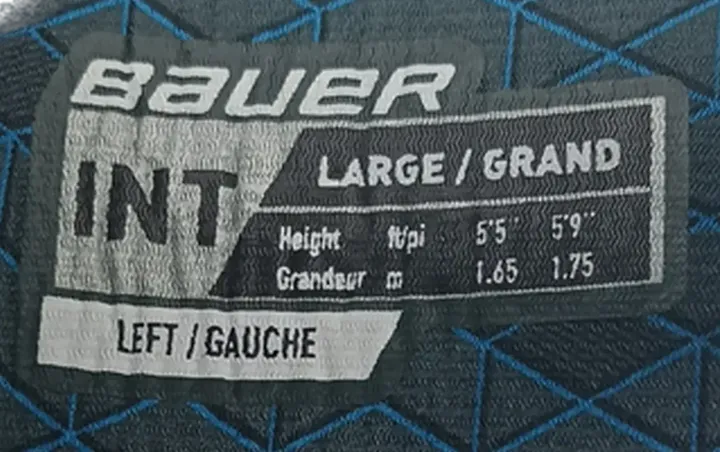 BAUER
INT
LARGE / GRAND
Height ft/pi 5'5" 5'9"
Grandeur m 1.65 1.75
LEFT / GAUCHE